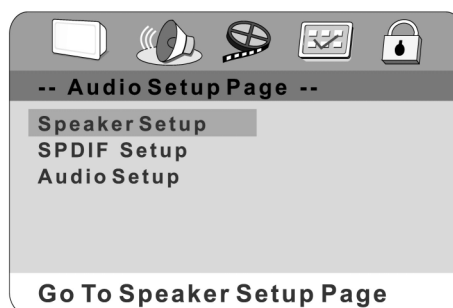 -- Audio Setup Page --
Speaker Setup
SPDIF Setup
Audio Setup
Go To Speaker Setup Page